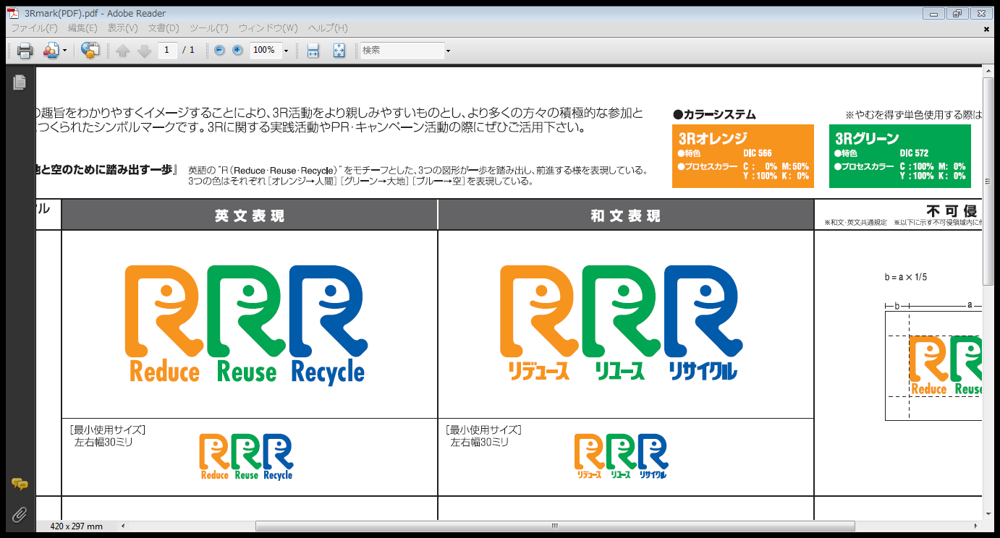 3Rmark(PDF).pdf - Adobe Reader
ファイル(F) 編集(E) 表示(V) 文書(D) ツール(T) ウィンドウ(W) ヘルプ(H)
1 / 1 100% 検索
の趣旨をわかりやすくイメージすることにより、3R活動をより親しみやすいものとし、より多くの方々の積極的な参加と
つくられたシンボルマークです。3Rに関する実践活動やPR・キャンペーン活動の際にぜひご活用下さい。
●カラーシステム
※やむを得ず単色使用する際は
3Rオレンジ
●特色 DIC 566
●プロセスカラー C : 0% M:50%
Y :100% K : 0%
3Rグリーン
●特色 DIC 572
●プロセスカラー C :100% M: 0%
Y :100% K : 0%
地と空のために踏み出す一歩』
英語の“R（Reduce・Reuse・Recycle）”をモチーフとした、3つの図形が一歩を踏み出し、前進する様を表現している。
3つの色はそれぞれ［オレンジ→人間］［グリーン→大地］［ブルー→空］を表現している。
ル
英文表現
和文表現
不可侵
※和文・英文共通規定 ※以下に示す不可侵領域内に
RRR
Reduce Reuse Recycle
RRR
リデュース リユース リサイクル
b = a × 1/5
b a
RR
Reduce Reuse
［最小使用サイズ］
左右幅30ミリ
RRR
Reduce Reuse Recycle
［最小使用サイズ］
左右幅30ミリ
RRR
リデュース リユース リサイクル
420 x 297 mm